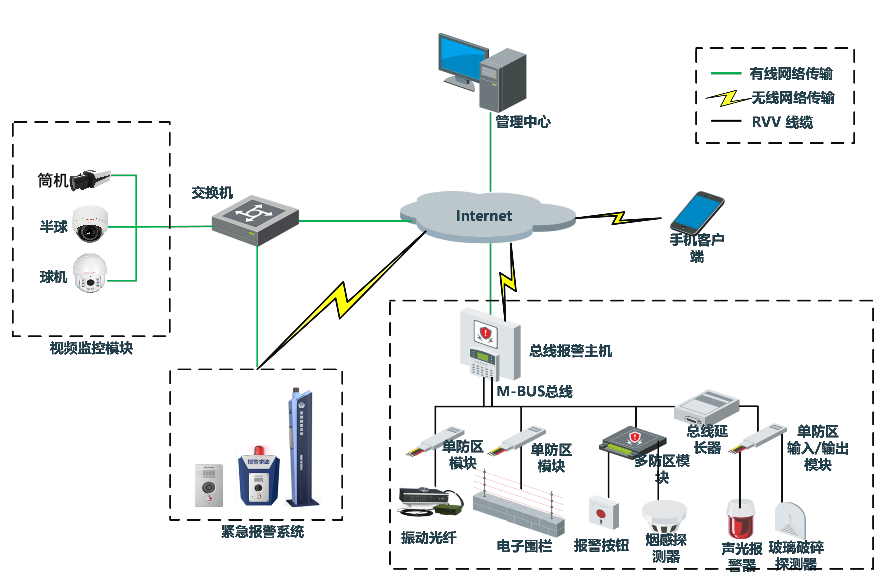 管理中心
有线网络传输
无线网络传输
RVV 线缆
筒机
半球
球机
视频监控模块
交换机
Internet
手机客户
端
总线报警主机
M-BUS总线
单防区
模块
单防区
模块
多防区模
块
总线延
长器
单防区
输入/输出
模块
报警求助
紧急报警系统
振动光纤
电子围栏
报警按钮
烟感探
测器
声光报
警器
玻璃破碎
探测器